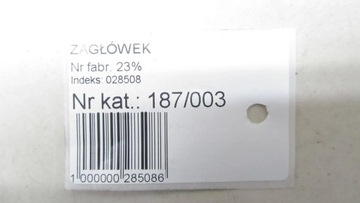 ZAGŁÓWEK
Nr fabr. 23%
Indeks: 028508
Nr kat.: 187/003
1 000000 285086